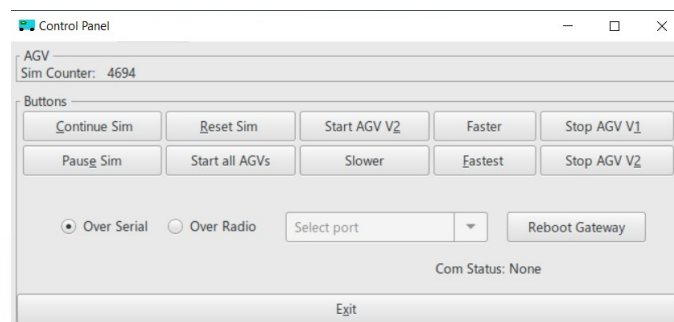 Control Panel
AGV
Sim Counter: 4694
Buttons
Continue Sim Reset Sim Start AGV V2 Faster Stop AGV V1
Pause Sim Start all AGVs Slower Fastest Stop AGV V2
Over Serial Over Radio Select port Reboot Gateway
Com Status: None
Exit